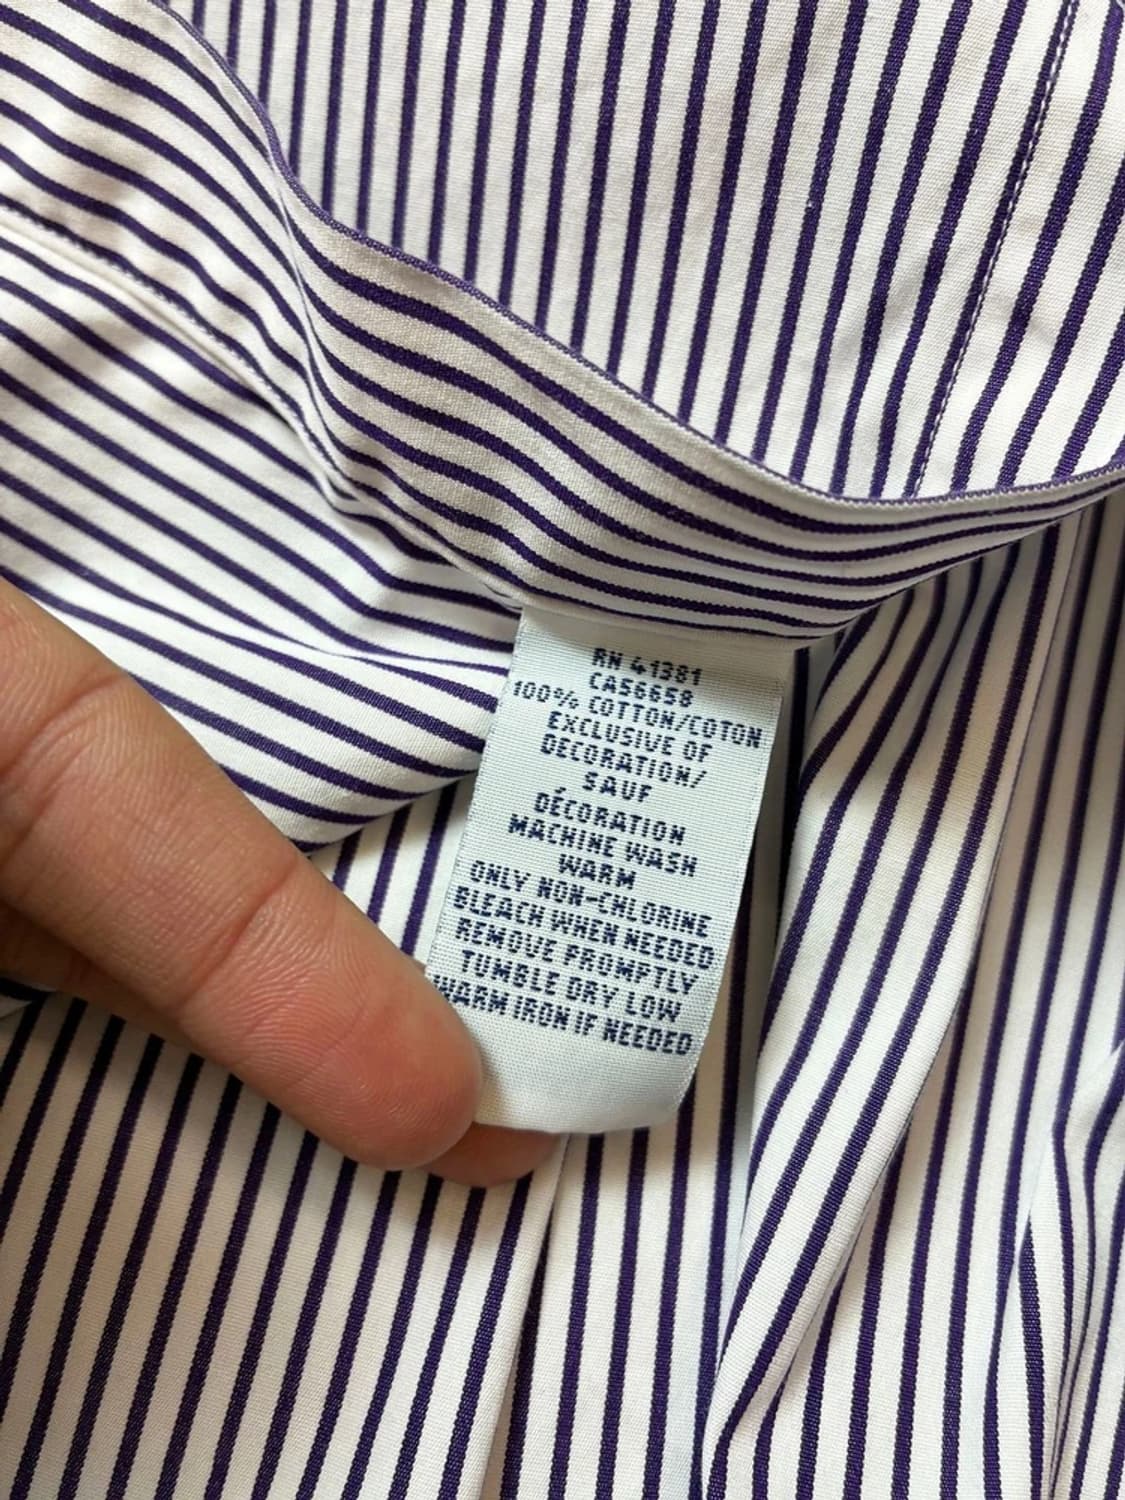 RN 41381
CA56658
100% COTTON/COTON
EXCLUSIVE OF
DECORATION/
SAUF
DÉCORATION
MACHINE WASH
WARM
ONLY NON-CHLORINE
BLEACH WHEN NEEDED
REMOVE PROMPTLY
TUMBLE DRY LOW
WARM IRON IF NEEDED